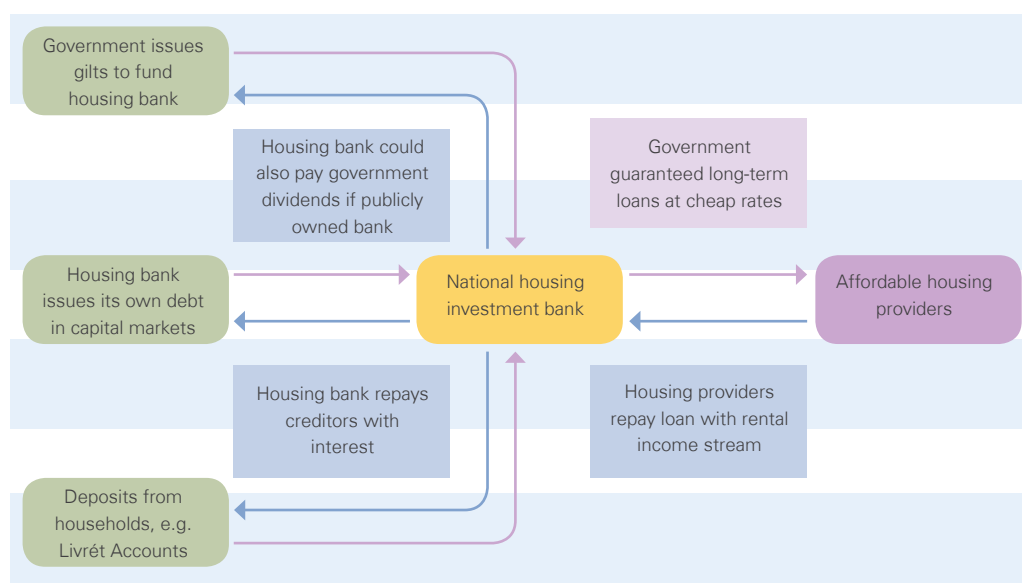 Government issues
gilts to fund
housing bank
Housing bank could
also pay government
dividends if publicly
owned bank
Government
guaranteed long-term
loans at cheap rates
Housing bank
issues its own debt
in capital markets
National housing
investment bank
Affordable housing
providers
Housing bank repays
creditors with
interest
Housing providers
repay loan with rental
income stream
Deposits from
households, e.g.
Livrét Accounts